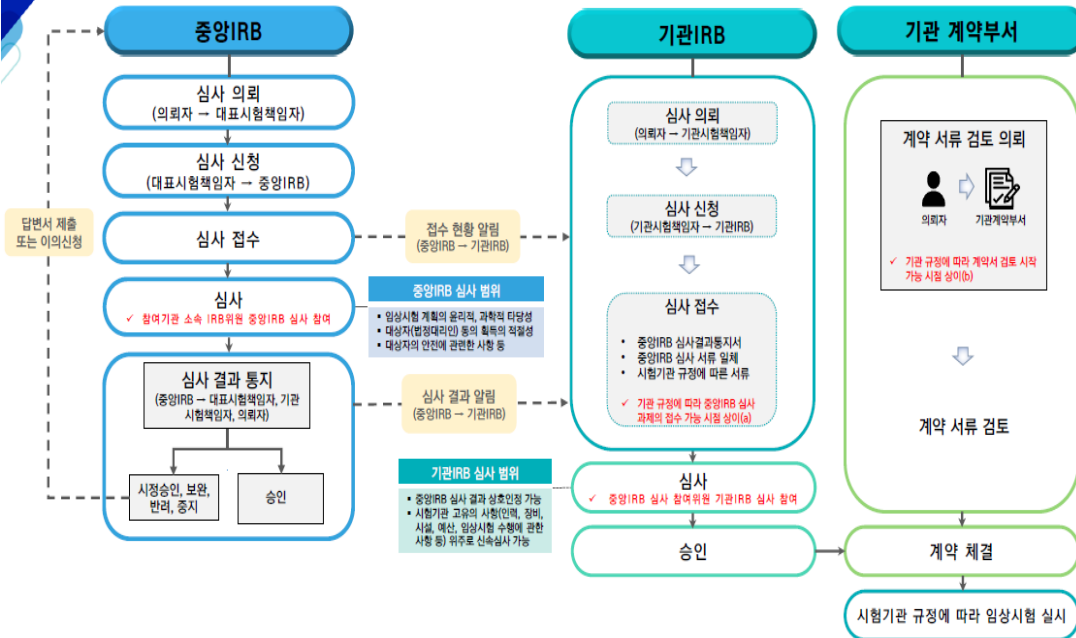 중앙IRB
심사 의뢰
(의뢰자 → 대표시험책임자)
심사 신청
(대표시험책임자 → 중앙IRB)
심사 접수
심사
✓ 참여기관 소속 IRB위원 중앙IRB 심사 참여
심사 결과 통지
(중앙IRB → 대표시험책임자, 기관
시험책임자, 의뢰자)
시정승인, 보완,
반려, 중지
승인
답변서 제출
또는 이의신청
접수 현황 알림
(중앙IRB → 기관IRB)
중앙IRB 심사 범위
▪ 임상시험 계획의 윤리적, 과학적 타당성
▪ 대상자(법정대리인) 동의 획득의 적절성
▪ 대상자의 안전에 관련한 사항 등
심사 결과 알림
(중앙IRB → 기관IRB)
기관IRB 심사 범위
▪ 중앙IRB 심사 결과 상호인정 가능
▪ 시험기관 고유의 사항(인력, 장비,
시설, 예산, 임상시험 수행에 관한
사항 등) 위주로 신속심사 가능
기관IRB
심사 의뢰
(의뢰자 → 기관시험책임자)
심사 신청
(기관시험책임자 → 기관IRB)
심사 접수
• 중앙IRB 심사결과통지서
• 중앙IRB 심사 서류 일체
• 시험기관 규정에 따른 서류
✓ 기관 규정에 따라 중앙IRB 심사
과제의 접수 가능 시점 상이(a)
심사
✓ 중앙IRB 심사 참여위원 기관IRB 심사 참여
승인
기관 계약부서
계약 서류 검토 의뢰
의뢰자
기관계약부서
✓ 기관 규정에 따라 계약서 검토 시작
가능 시점 상이(b)
계약 서류 검토
계약 체결
시험기관 규정에 따라 임상시험 실시